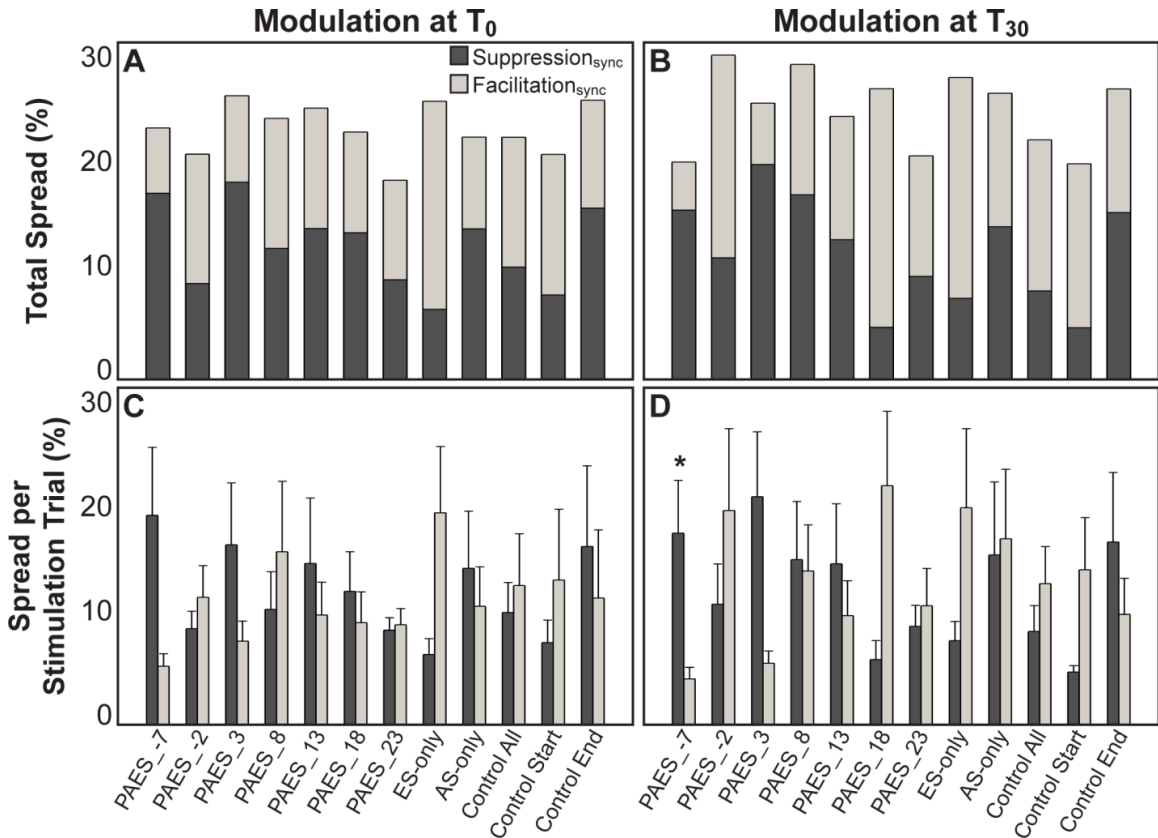 Modulation at T0
Modulation at T30
A
B
Suppressionsync
Facilitationsync
Total Spread (%)
30
20
10
0
C
D
*
Spread per
Stimulation Trial (%)
30
20
10
0
PAES_-7
PAES_-2
PAES_3
PAES_8
PAES_13
PAES_18
PAES_23
ES-only
AS-only
Control All
Control Start
Control End
PAES_-7
PAES_-2
PAES_3
PAES_8
PAES_13
PAES_18
PAES_23
ES-only
AS-only
Control All
Control Start
Control End